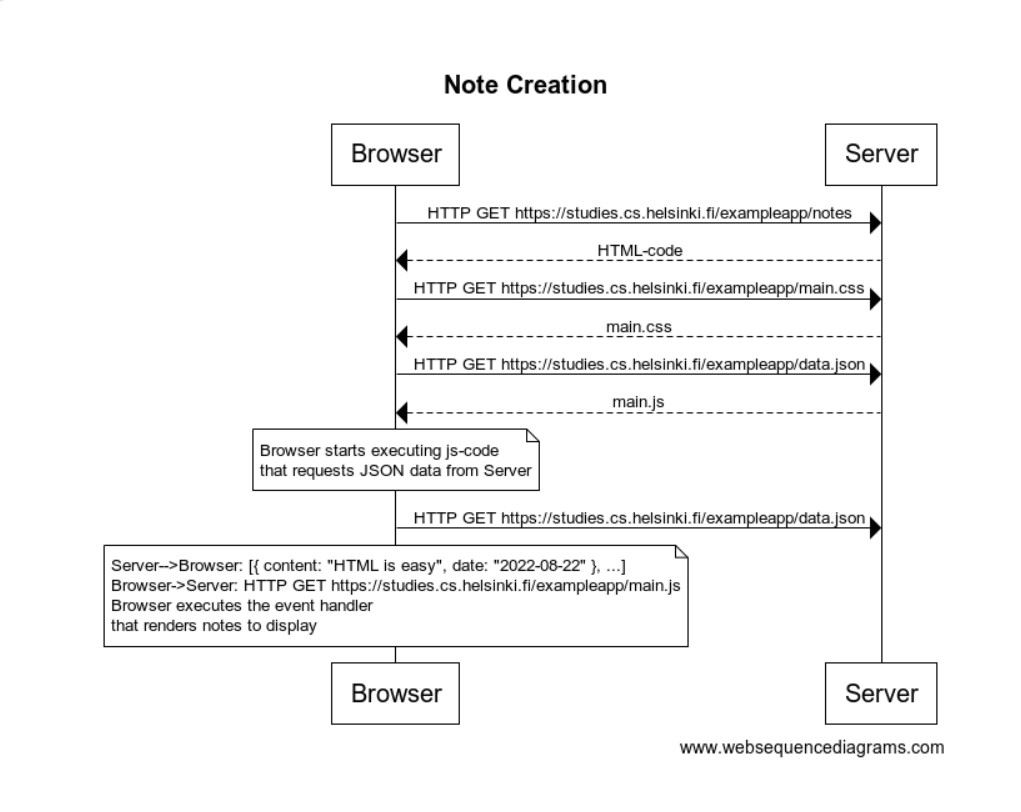 Note Creation
Browser
Server
HTTP GET https://studies.cs.helsinki.fi/exampleapp/notes
HTML-code
HTTP GET https://studies.cs.helsinki.fi/exampleapp/main.css
main.css
HTTP GET https://studies.cs.helsinki.fi/exampleapp/data.json
main.js
Browser starts executing js-code
that requests JSON data from Server
HTTP GET https://studies.cs.helsinki.fi/exampleapp/data.json
Server-->Browser: [{ content: "HTML is easy", date: "2022-08-22" }, ...]
Browser->Server: HTTP GET https://studies.cs.helsinki.fi/exampleapp/main.js
Browser executes the event handler
that renders notes to display
Browser
Server
www.websequencediagrams.com